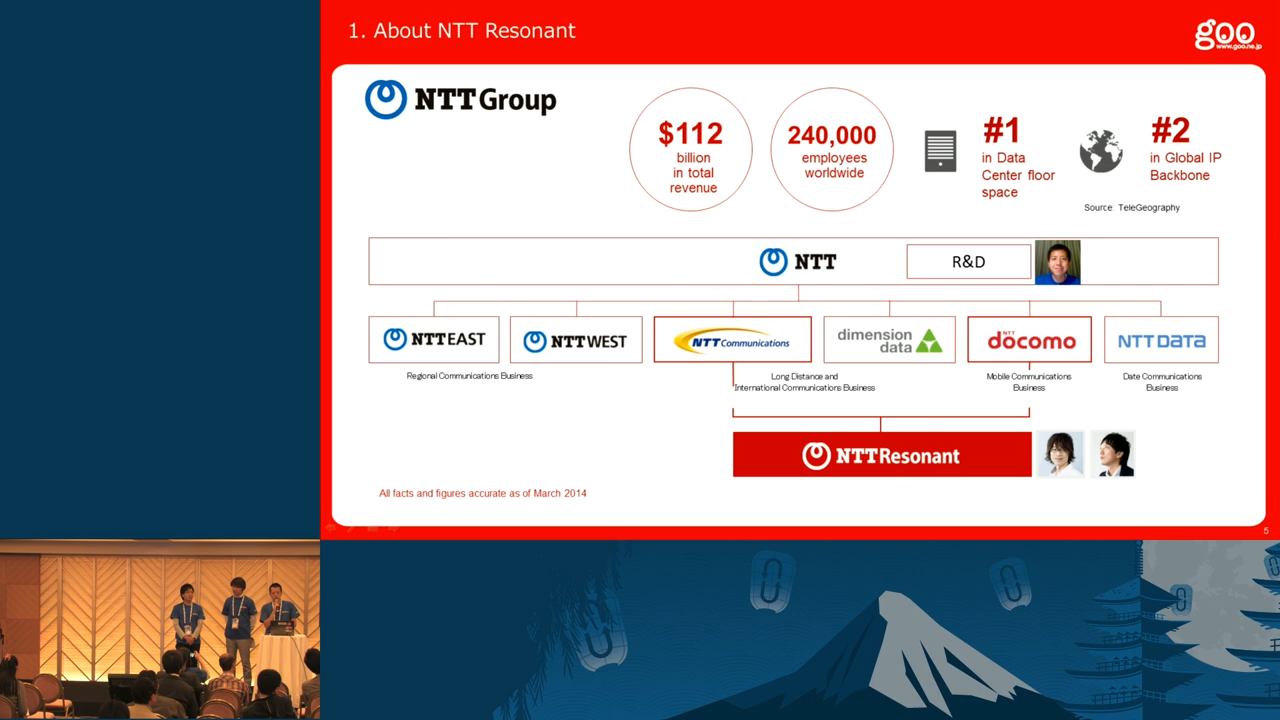 1. About NTT Resonant
goo
www.goo.ne.jp
NTT Group
$112
billion
in total
revenue
240,000
employees
worldwide
#1
in Data
Center floor
space
#2
in Global IP
Backbone
Source: TeleGeography
NTT
R&D
NTT EAST
NTT WEST
NTT Communications
dimension
data
NTT
docomo
NTT DATA
Regional Communications Business
Long Distance and
International Communications Business
Mobile Communications
Business
Date Communications
Business
NTT Resonant
All facts and figures accurate as of March 2014
5